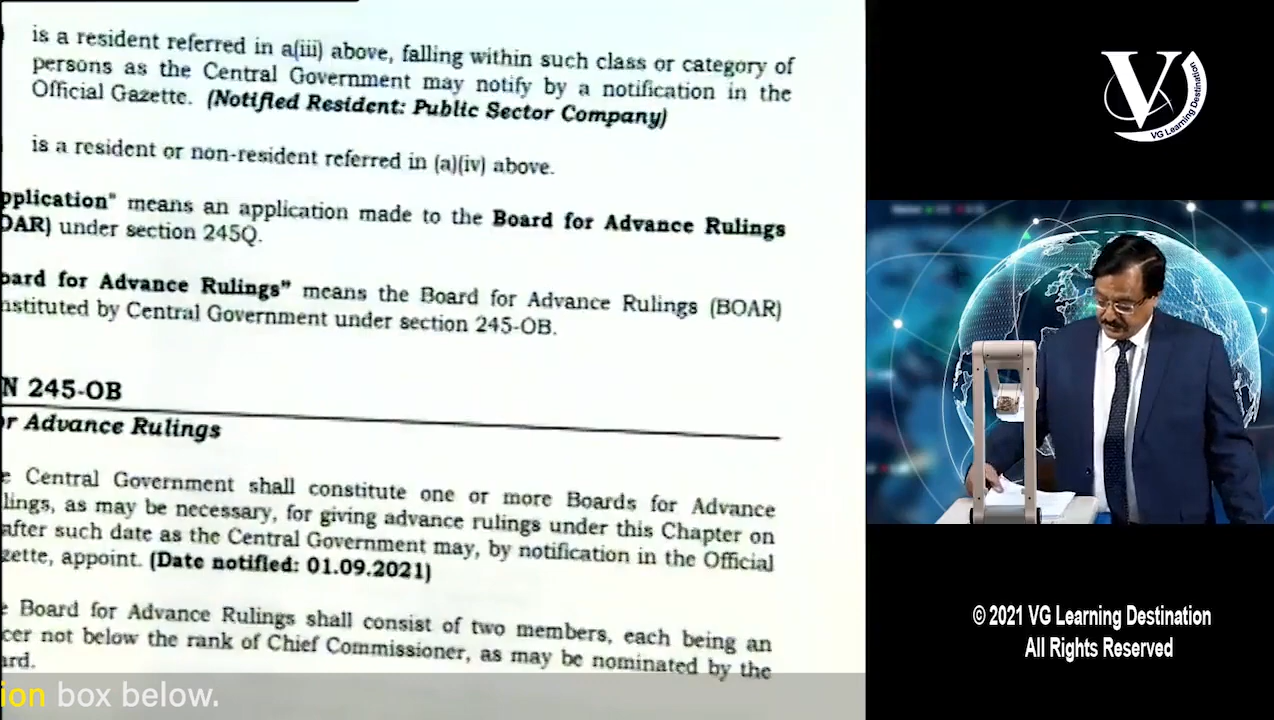 is a resident referred in a(iii) above, falling within such class or category of
persons as the Central Government may notify by a notification in the
Official Gazette. (Notified Resident: Public Sector Company)
is a resident or non-resident referred in (a)(iv) above.
pplication" means an application made to the Board for Advance Rulings
OAR) under section 245Q.
oard for Advance Rulings" means the Board for Advance Rulings (BOAR)
nstituted by Central Government under section 245-OB.
N 245-OB
or Advance Rulings
e Central Government shall constitute one or more Boards for Advance
lings, as may be necessary, for giving advance rulings under this Chapter on
after such date as the Central Government may, by notification in the Official
zette, appoint. (Date notified: 01.09.2021)
e Board for Advance Rulings shall consist of two members, each being an
cer not below the rank of Chief Commissioner, as may be nominated by the
ard.
ion box below.
V
VG Learning Destination
© 2021 VG Learning Destination
All Rights Reserved